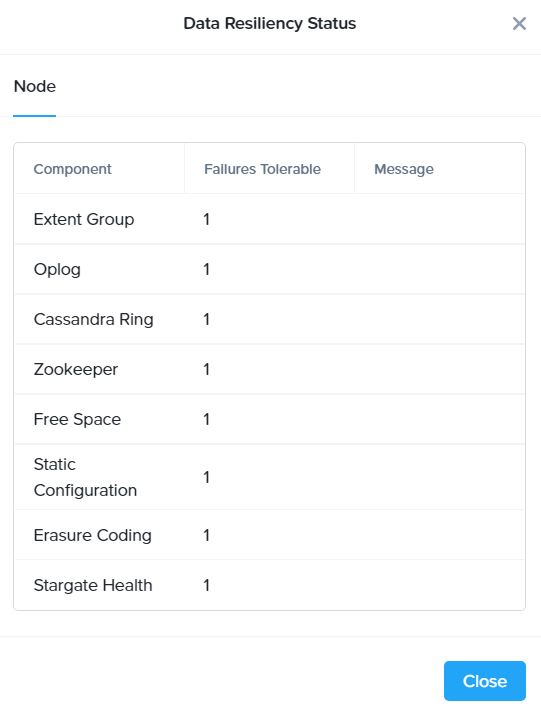 Data Resiliency Status
Node
Component Failures Tolerable Message
Extent Group 1
Oplog 1
Cassandra Ring 1
Zookeeper 1
Free Space 1
Static
Configuration 1
Erasure Coding 1
Stargate Health 1
Close